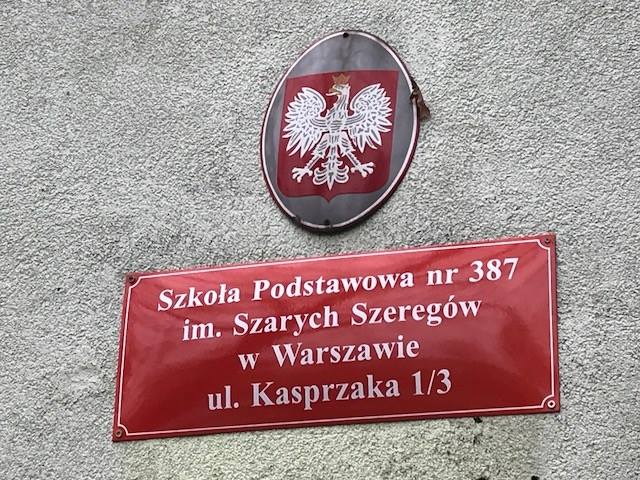 Szkoła Podstawowa nr 387
im. Szarych Szeregów
w Warszawie
ul. Kasprzaka 1/3